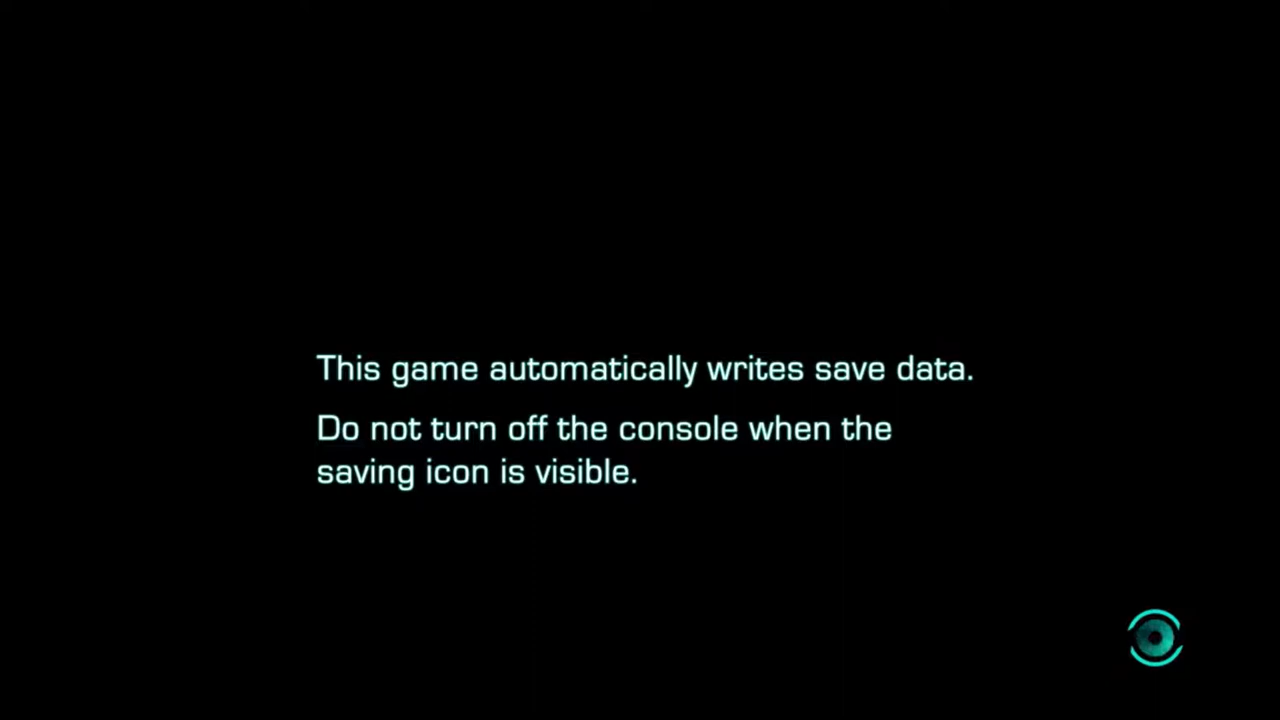 This game automatically writes save data.
Do not turn off the console when the
saving icon is visible.